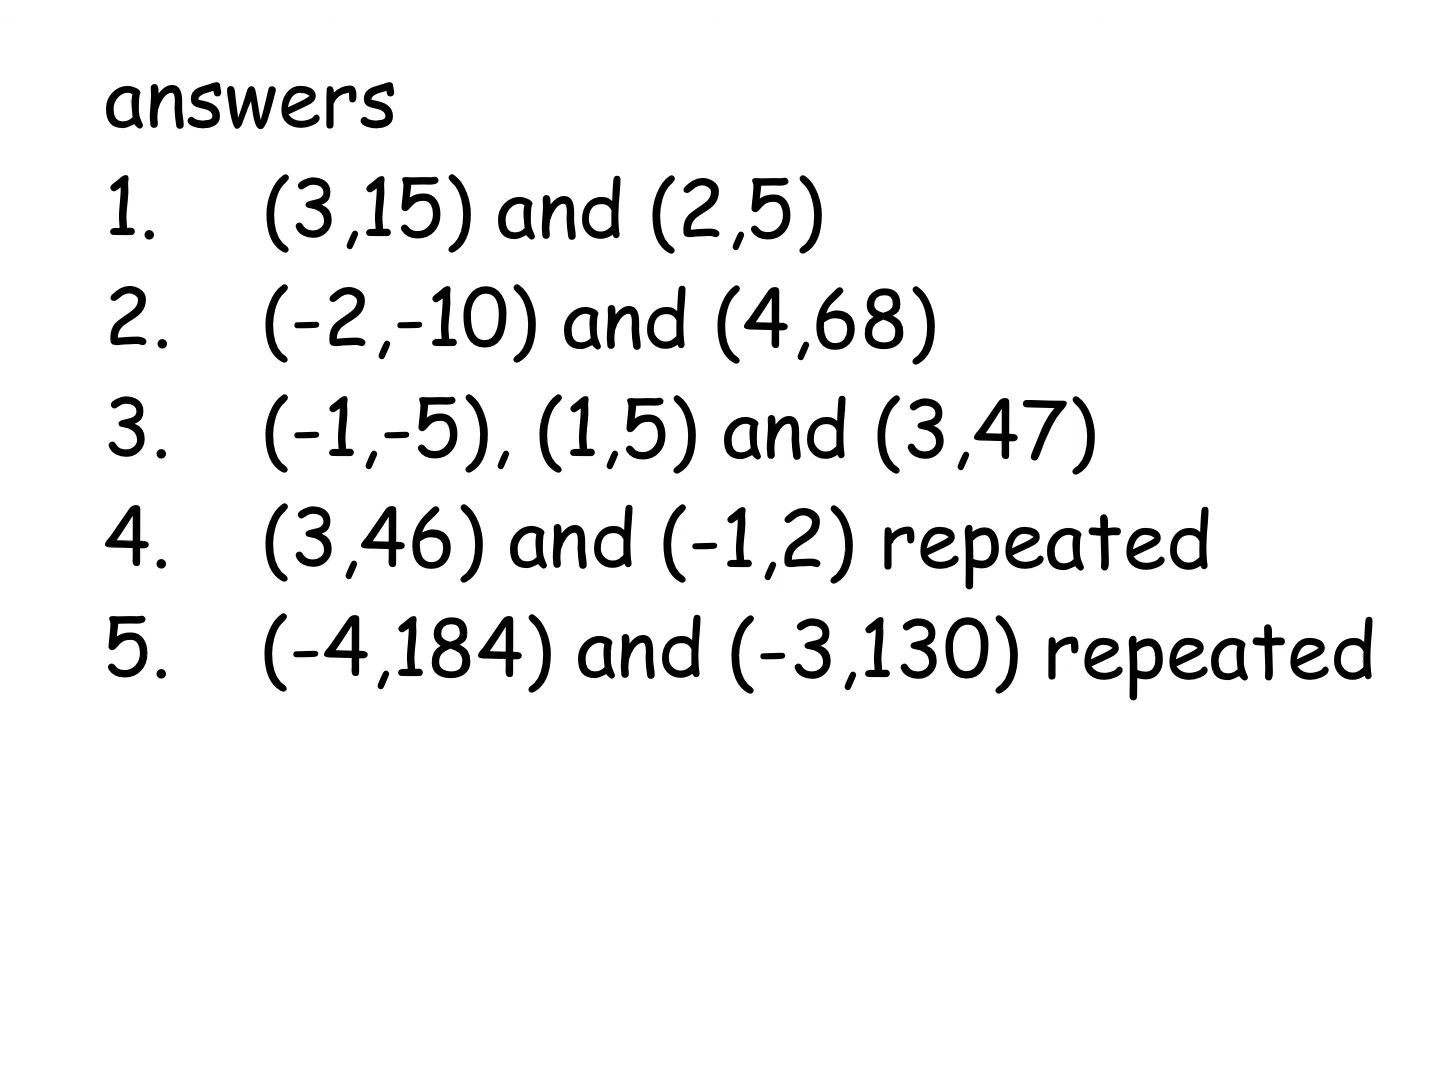 answers
1. (3,15) and (2,5)
2. (-2,-10) and (4,68)
3. (-1,-5), (1,5) and (3,47)
4. (3,46) and (-1,2) repeated
5. (-4,184) and (-3,130) repeated